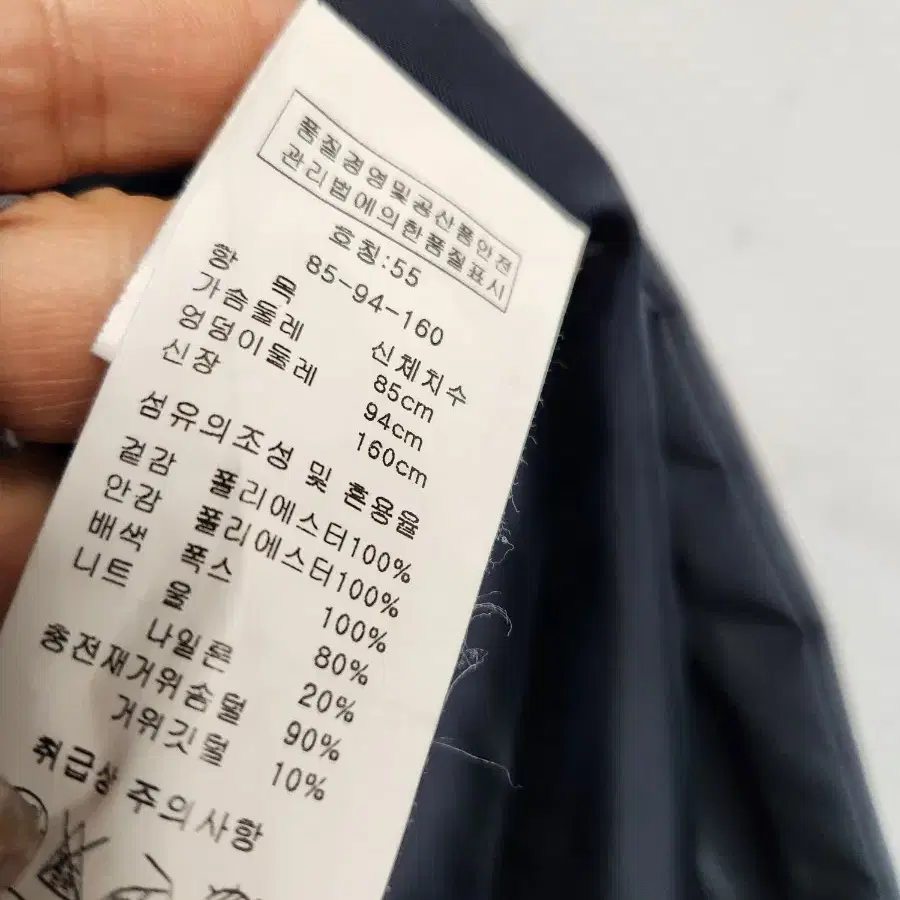 품질경영및공산품안전
관리법에의한품질표시
호칭:55
85-94-160
항 목 신체치수
가슴둘레 85cm
엉덩이둘레 94cm
신장 160cm
섬유의조성 및 혼용율
겉감 폴리에스터100%
안감 폴리에스터100%
배색 폭스 100%
니트 울 80%
나일론 20%
충전재거위솜털 90%
거위깃털 10%
취급상 주의사항